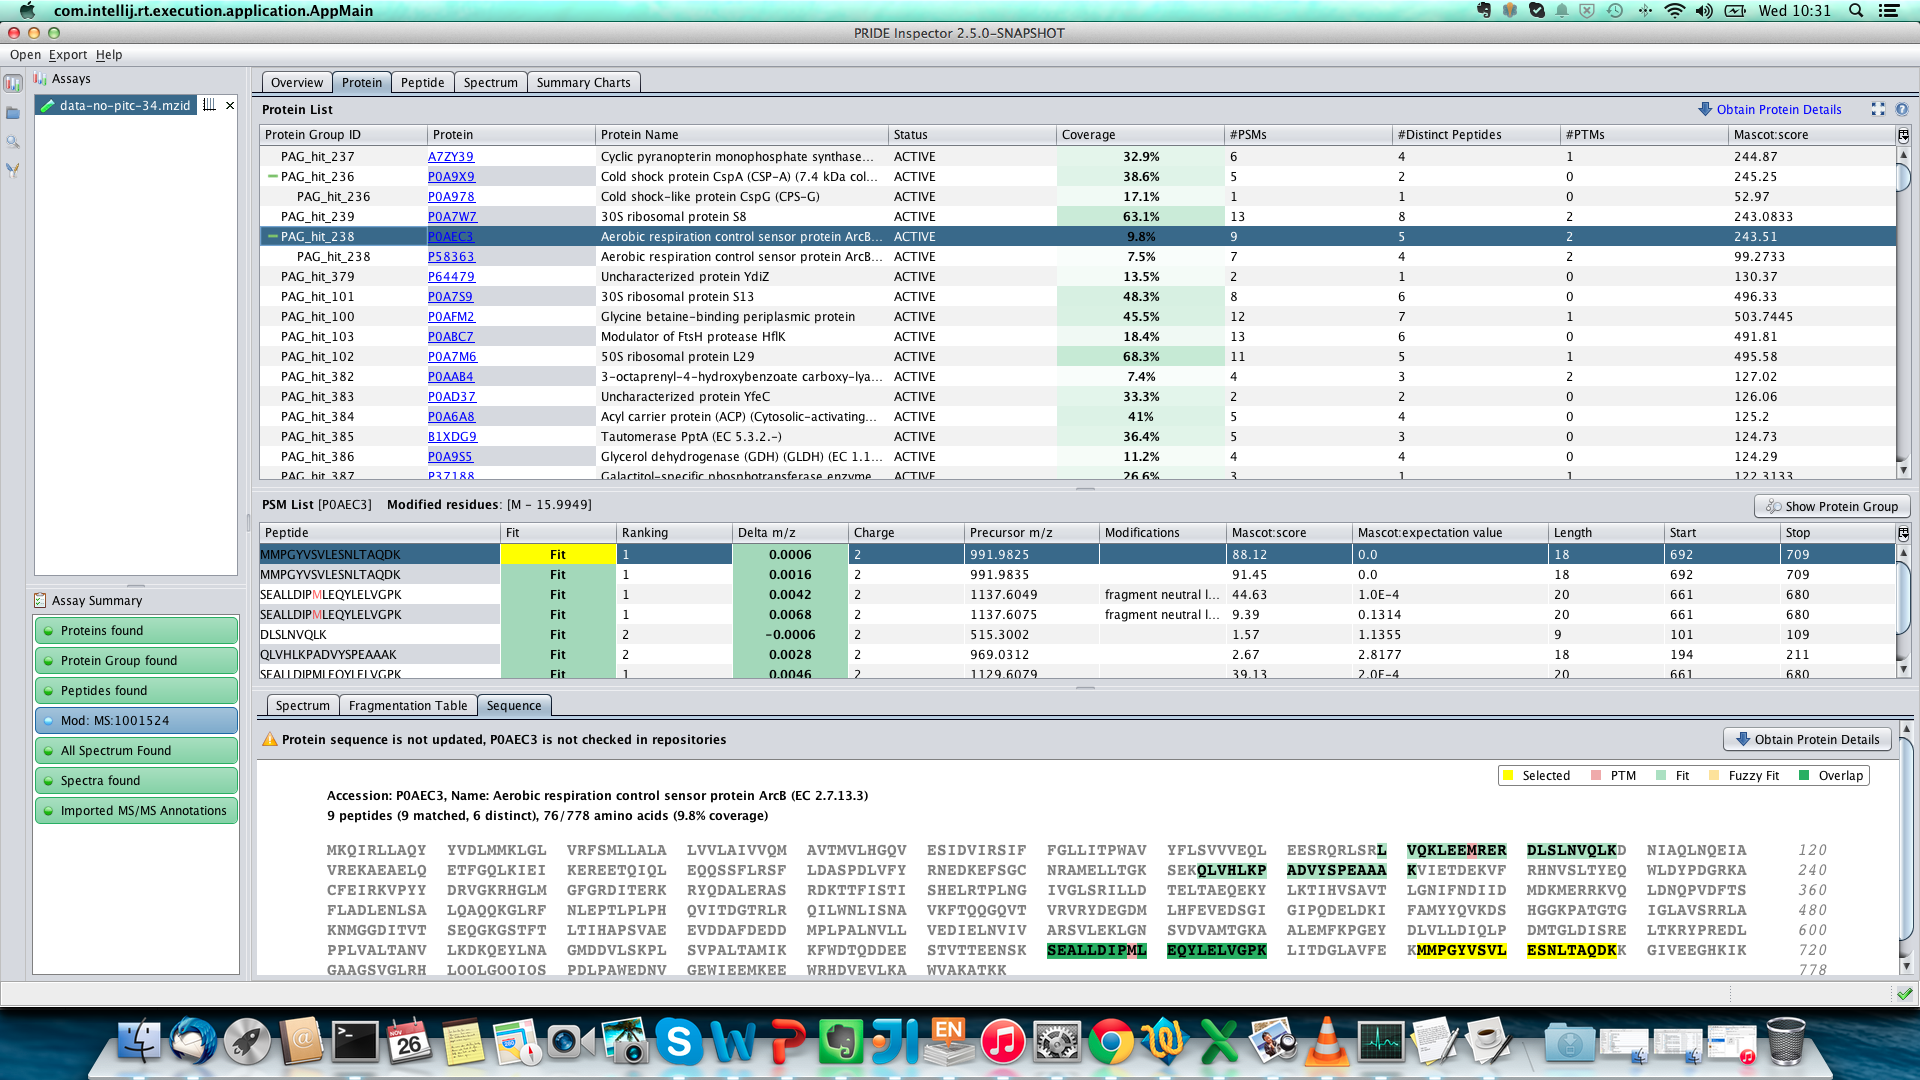 com.intellij.rt.execution.application.AppMain Wed 10:31
PRIDE Inspector 2.5.0-SNAPSHOT
Open Export Help
Assays
data-no-pitc-34.mzid
Overview Protein Peptide Spectrum Summary Charts
Protein List Obtain Protein Details
Protein Group ID Protein Protein Name Status Coverage #PSMs #Distinct Peptides #PTMs Mascot:score
PAG_hit_237 A7ZY39 Cyclic pyranopterin monophosphate synthase... ACTIVE 32.9% 6 4 1 244.87
PAG_hit_236 P0A9X9 Cold shock protein CspA (CSP-A) (7.4 kDa col... ACTIVE 38.6% 5 2 0 245.25
PAG_hit_236 P0A978 Cold shock-like protein CspG (CPS-G) ACTIVE 17.1% 1 1 0 52.97
PAG_hit_239 P0A7W7 30S ribosomal protein S8 ACTIVE 63.1% 13 8 2 243.0833
PAG_hit_238 P0AEC3 Aerobic respiration control sensor protein ArcB... ACTIVE 9.8% 9 5 2 243.51
PAG_hit_238 P58363 Aerobic respiration control sensor protein ArcB... ACTIVE 7.5% 7 4 2 99.2733
PAG_hit_379 P64479 Uncharacterized protein YdiZ ACTIVE 13.5% 2 1 0 130.37
PAG_hit_101 P0A7S9 30S ribosomal protein S13 ACTIVE 48.3% 8 6 0 496.33
PAG_hit_100 P0AFM2 Glycine betaine-binding periplasmic protein ACTIVE 45.5% 12 7 1 503.7445
PAG_hit_103 P0ABC7 Modulator of FtsH protease HflK ACTIVE 18.4% 13 6 0 491.81
PAG_hit_102 P0A7M6 50S ribosomal protein L29 ACTIVE 68.3% 11 5 1 495.58
PAG_hit_382 P0AAB4 3-octaprenyl-4-hydroxybenzoate carboxy-lya... ACTIVE 7.4% 4 3 2 127.02
PAG_hit_383 P0AD37 Uncharacterized protein YfeC ACTIVE 33.3% 2 2 0 126.06
PAG_hit_384 P0A6A8 Acyl carrier protein (ACP) (Cytosolic-activating... ACTIVE 41% 5 4 0 125.2
PAG_hit_385 B1XDG9 Tautomerase PptA (EC 5.3.2.-) ACTIVE 36.4% 5 3 0 124.73
PAG_hit_386 P0A9S5 Glycerol dehydrogenase (GDH) (GLDH) (EC 1.1... ACTIVE 11.2% 4 4 0 124.29
PAG_hit_387 P37188 Galactitol-specific phosphotransferase enzyme... ACTIVE 26.6% 3 1 1 122.3133
PSM List [P0AEC3] Modified residues: [M - 15.9949] Show Protein Group
Peptide Fit Ranking Delta m/z Charge Precursor m/z Modifications Mascot:score Mascot:expectation value Length Start Stop
MMPGYVSVLESNLTAQDK Fit 1 0.0006 2 991.9825 88.12 0.0 18 692 709
MMPGYVSVLESNLTAQDK Fit 1 0.0016 2 991.9835 91.45 0.0 18 692 709
SEALLDIPMLEQYLELVGPK Fit 1 0.0042 2 1137.6049 fragment neutral l... 44.63 1.0E-4 20 661 680
SEALLDIPMLEQYLELVGPK Fit 1 0.0068 2 1137.6075 fragment neutral l... 9.39 0.1314 20 661 680
DLSLNVQLK Fit 2 -0.0006 2 515.3002 1.57 1.1355 9 101 109
QLVHLKPADVYSPEAAAK Fit 2 0.0028 2 969.0312 2.67 2.8177 18 194 211
SEALLDIPMLEQYLELVGPK Fit 1 0.0046 2 1129.6079 39.13 2.0E-4 20 661 680
Assay Summary
Proteins found
Protein Group found
Peptides found
Mod: MS:1001524
All Spectrum Found
Spectra found
Imported MS/MS Annotations
Spectrum Fragmentation Table Sequence
Protein sequence is not updated, P0AEC3 is not checked in repositories Obtain Protein Details
Selected PTM Fit Fuzzy Fit Overlap
Accession: P0AEC3, Name: Aerobic respiration control sensor protein ArcB (EC 2.7.13.3)
9 peptides (9 matched, 6 distinct), 76/778 amino acids (9.8% coverage)
MKQIRLLAQY YVDLMMKLGL VRFSMLLALA LVVLAIVVQM AVTMVLHGQV ESIDVIRSIF FGLLITPWAV YFLSVVVEQL EESRQRLSRL VQKLEEMRER DLSLNVQLKD NIAQLNQEIA 120
VREKAEAELQ ETFGQLKIEI KEREETQIQL EQQSSFLRSF LDASPDLVFY RNEDKEFSGC NRAMELLTGK SEKQLVHLKP ADVYSPEAAA KVIETDEKVF RHNVSLTYEQ WLDYPDGRKA 240
CFEIRKVPYY DRVGKRHGLM GFGRDITERK RYQDALERAS RDKTTFISTI SHELRTPLNG IVGLSRILLD TELTAEQEKY LKTIHVSAVT LGNIFNDIID MDKMERRKVQ LDNQPVDFTS 360
FLADLENLSA LQAQQKGLRF NLEPTLPLPH QVITDGTRLR QILWNLISNA VKFTQQGQVT VRVRYDEGDM LHFEVEDSGI GIPQDELDKI FAMYYQVKDS HGGKPATGTG IGLAVSRRLA 480
KNMGGDITVT SEQGKGSTFT LTIHAPSVAE EVDDAFDEDD MPLPALNVLL VEDIELNVIV ARSVLEKLGN SVDVAMTGKA ALEMFKPGEY DLVLLDIQLP DMTGLDISRE LTKRYPREDL 600
PPLVALTANV LKDKQEYLNA GMDDVLSKPL SVPALTAMIK KFWDTQDDEE STVTTEENSK SEALLDIPML EQYLELVGPK LITDGLAVFE KMMPGYVSVL ESNLTAQDKK GIVEEGHKIK 720
GAAGSVGLRH LQQLGQQIQS PDLPAWEDNV GEWIEEMKEE WRHDVEVLKA WVAKATKK 778
NOV
26
EN